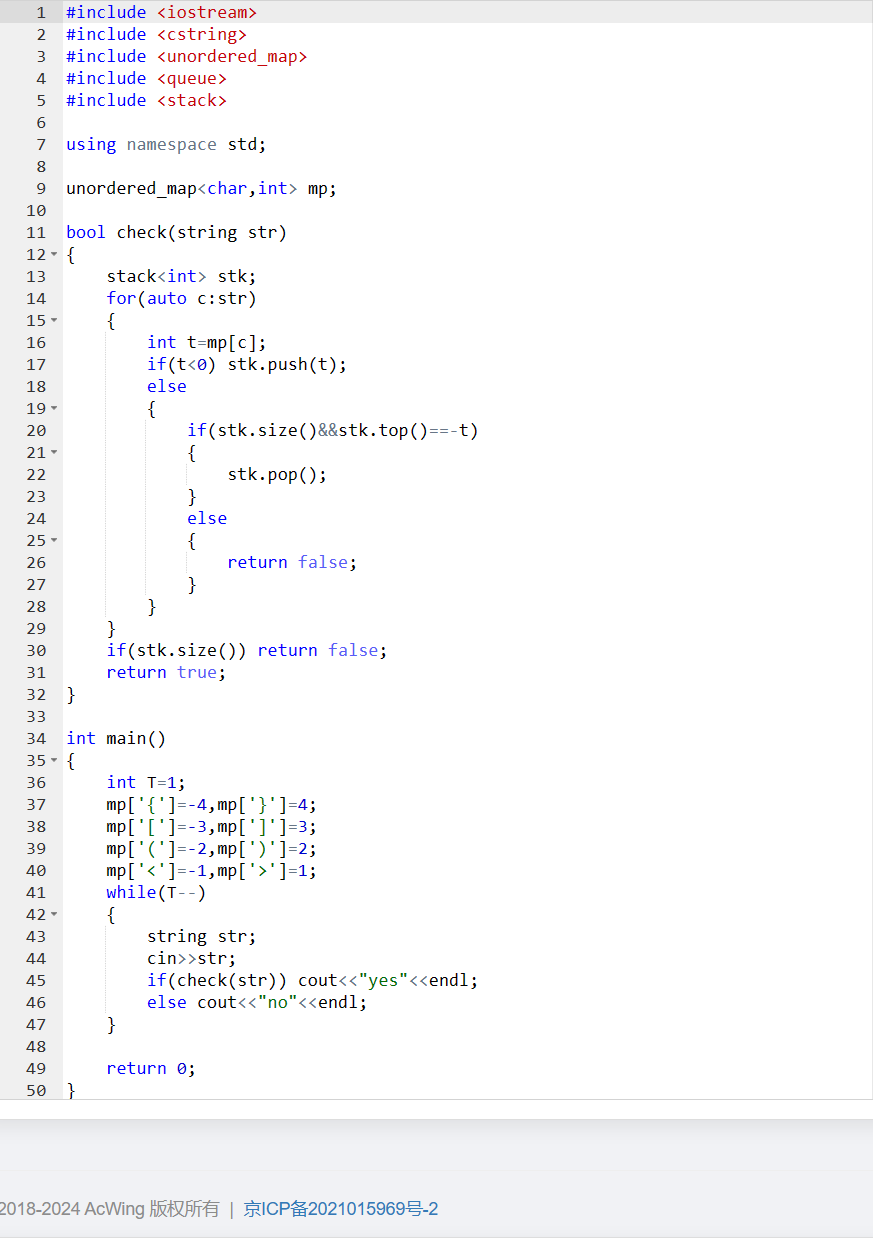 1 #include <iostream>
2 #include <cstring>
3 #include <unordered_map>
4 #include <queue>
5 #include <stack>
6
7 using namespace std;
8
9 unordered_map<char,int> mp;
10
11 bool check(string str)
12 {
13     stack<int> stk;
14     for(auto c:str)
15     {
16         int t=mp[c];
17         if(t<0) stk.push(t);
18         else
19         {
20             if(stk.size()&&stk.top()==-t)
21             {
22                 stk.pop();
23             }
24             else
25             {
26                 return false;
27             }
28         }
29     }
30     if(stk.size()) return false;
31     return true;
32 }
33
34 int main()
35 {
36     int T=1;
37     mp['{']=-4,mp['}']=4;
38     mp['[']=-3,mp[']']=3;
39     mp['(']=-2,mp[')']=2;
40     mp['<']=-1,mp['>']=1;
41     while(T--)
42     {
43         string str;
44         cin>>str;
45         if(check(str)) cout<<"yes"<<endl;
46         else cout<<"no"<<endl;
47     }
48
49     return 0;
50 }
2018-2024 AcWing 版权所有 | 京ICP备2021015969号-2